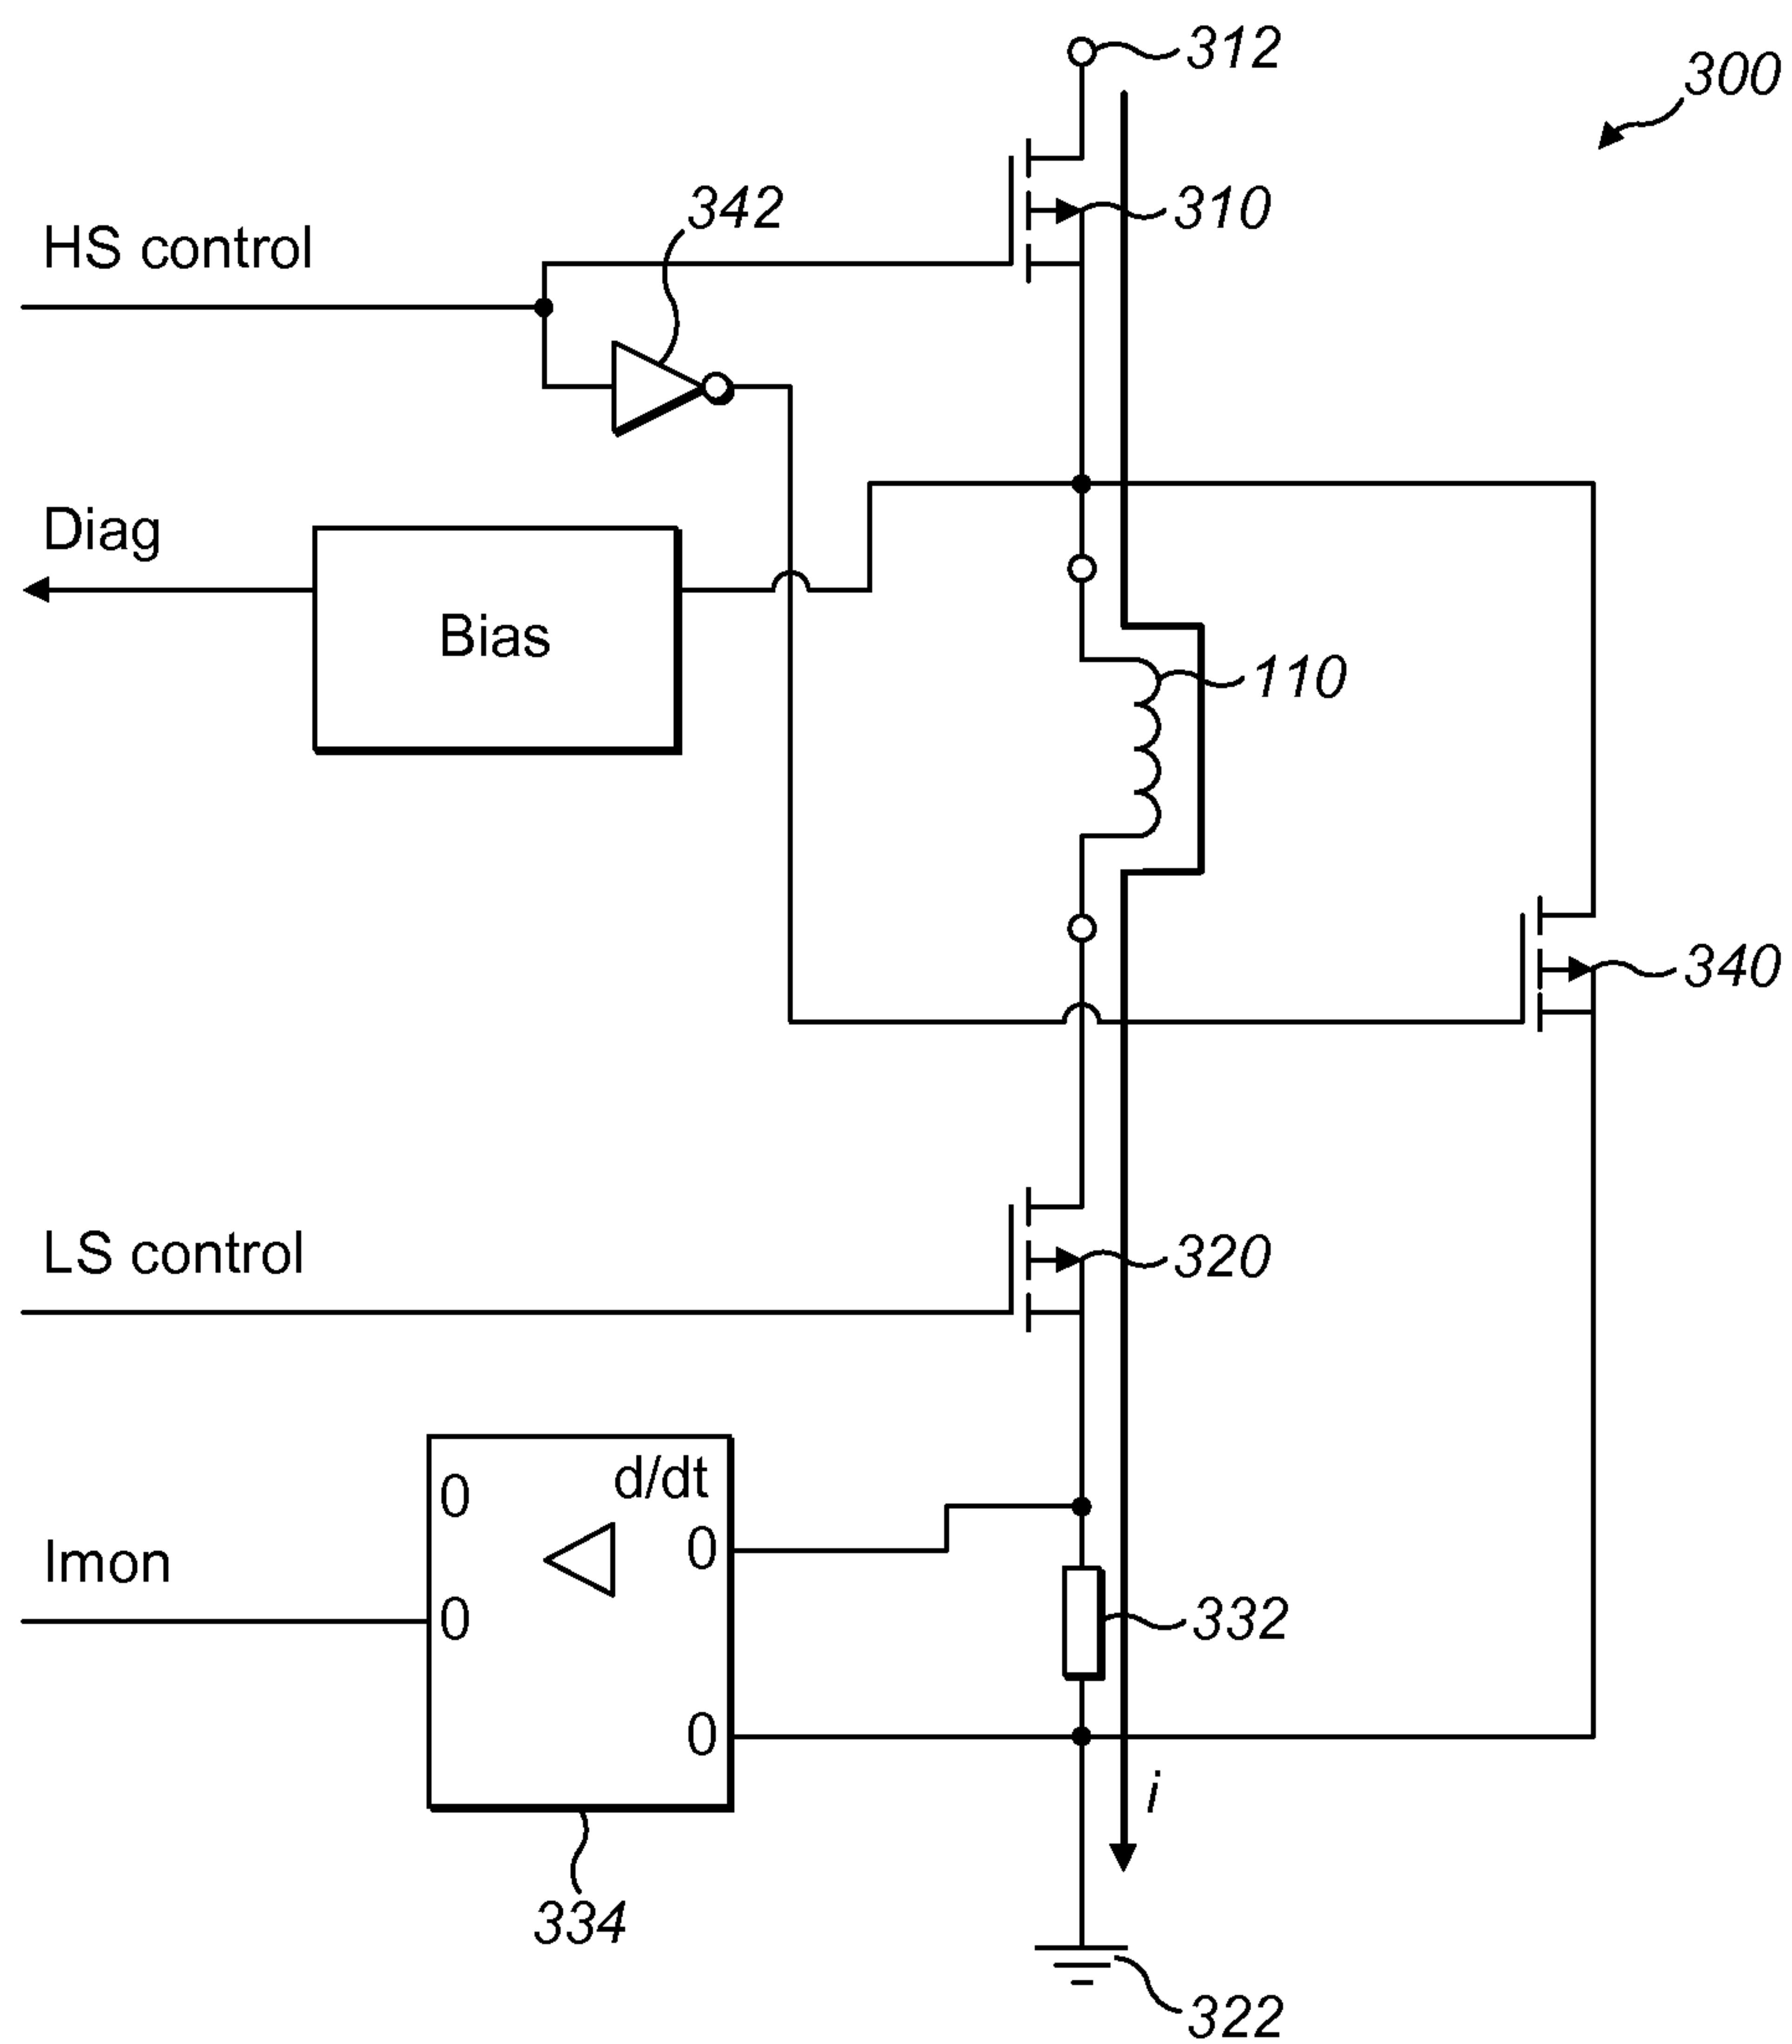 312
300
310
342
HS control
Diag
Bias
110
340
LS control
320
d/dt
0
0
Imon
0
332
0
i
334
322